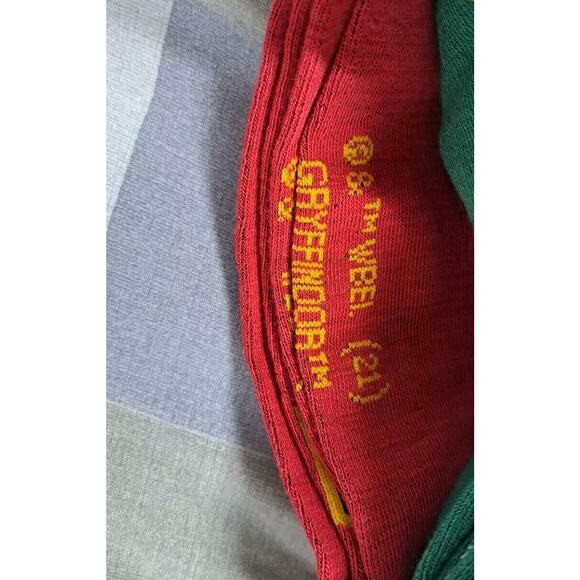 © & ™ WBEI. (21)
GRYFFINDOR™